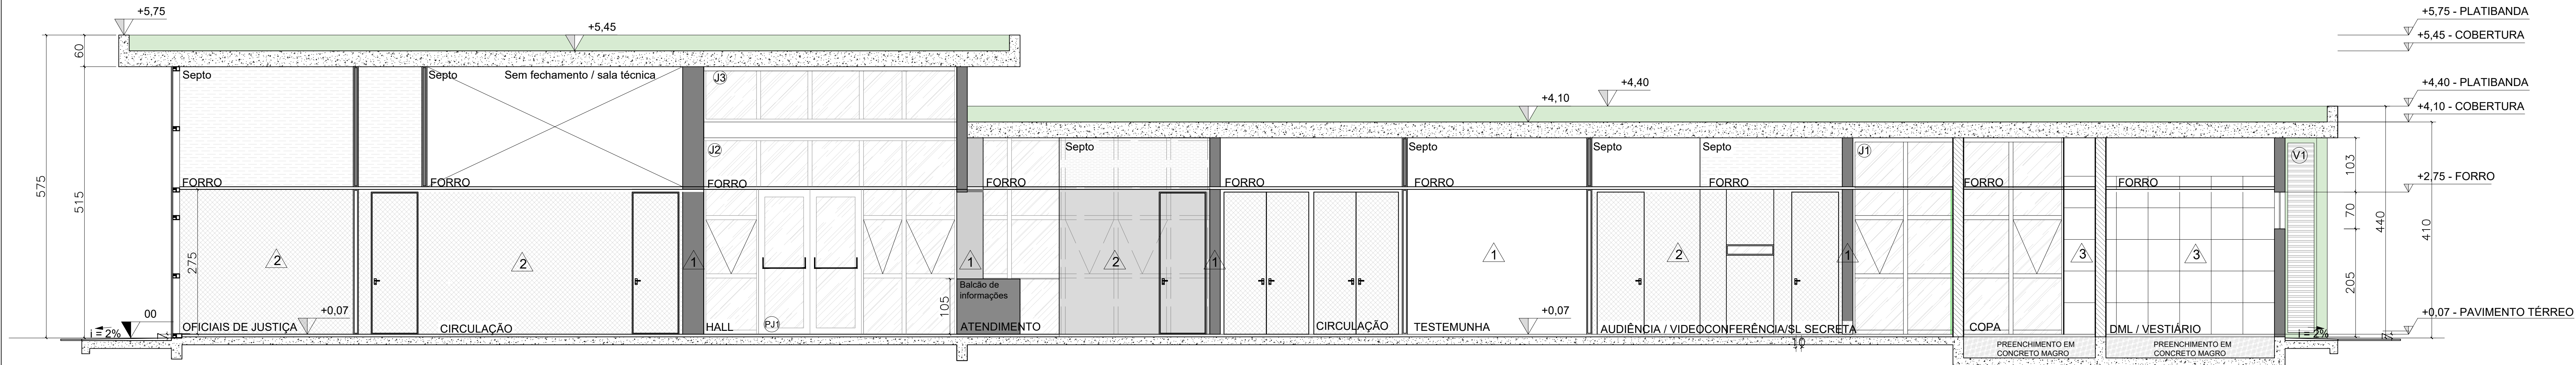 +5,75
+5,45
+5,75 - PLATIBANDA
+5,45 - COBERTURA
60
575
515
Septo
Septo
Sem fechamento / sala técnica
J3
+4,40
+4,10
+4,40 - PLATIBANDA
+4,10 - COBERTURA
J2
Septo
Septo
Septo
Septo
J1
V1
103
FORRO
FORRO
FORRO
FORRO
FORRO
FORRO
FORRO
FORRO
FORRO
+2,75 - FORRO
70
440
410
275
2
2
1
1
2
1
1
2
1
3
3
205
105
Balcão de
informações
00
i = 2%
+0,07
OFICIAIS DE JUSTIÇA
CIRCULAÇÃO
HALL
PJ1
ATENDIMENTO
CIRCULAÇÃO
TESTEMUNHA
+0,07
AUDIÊNCIA / VIDEOCONFERÊNCIA/SL SECRETA
COPA
DML / VESTIÁRIO
i = 2%
+0,07 - PAVIMENTO TÉRREO
7
7
10
PREENCHIMENTO EM
CONCRETO MAGRO
PREENCHIMENTO EM
CONCRETO MAGRO